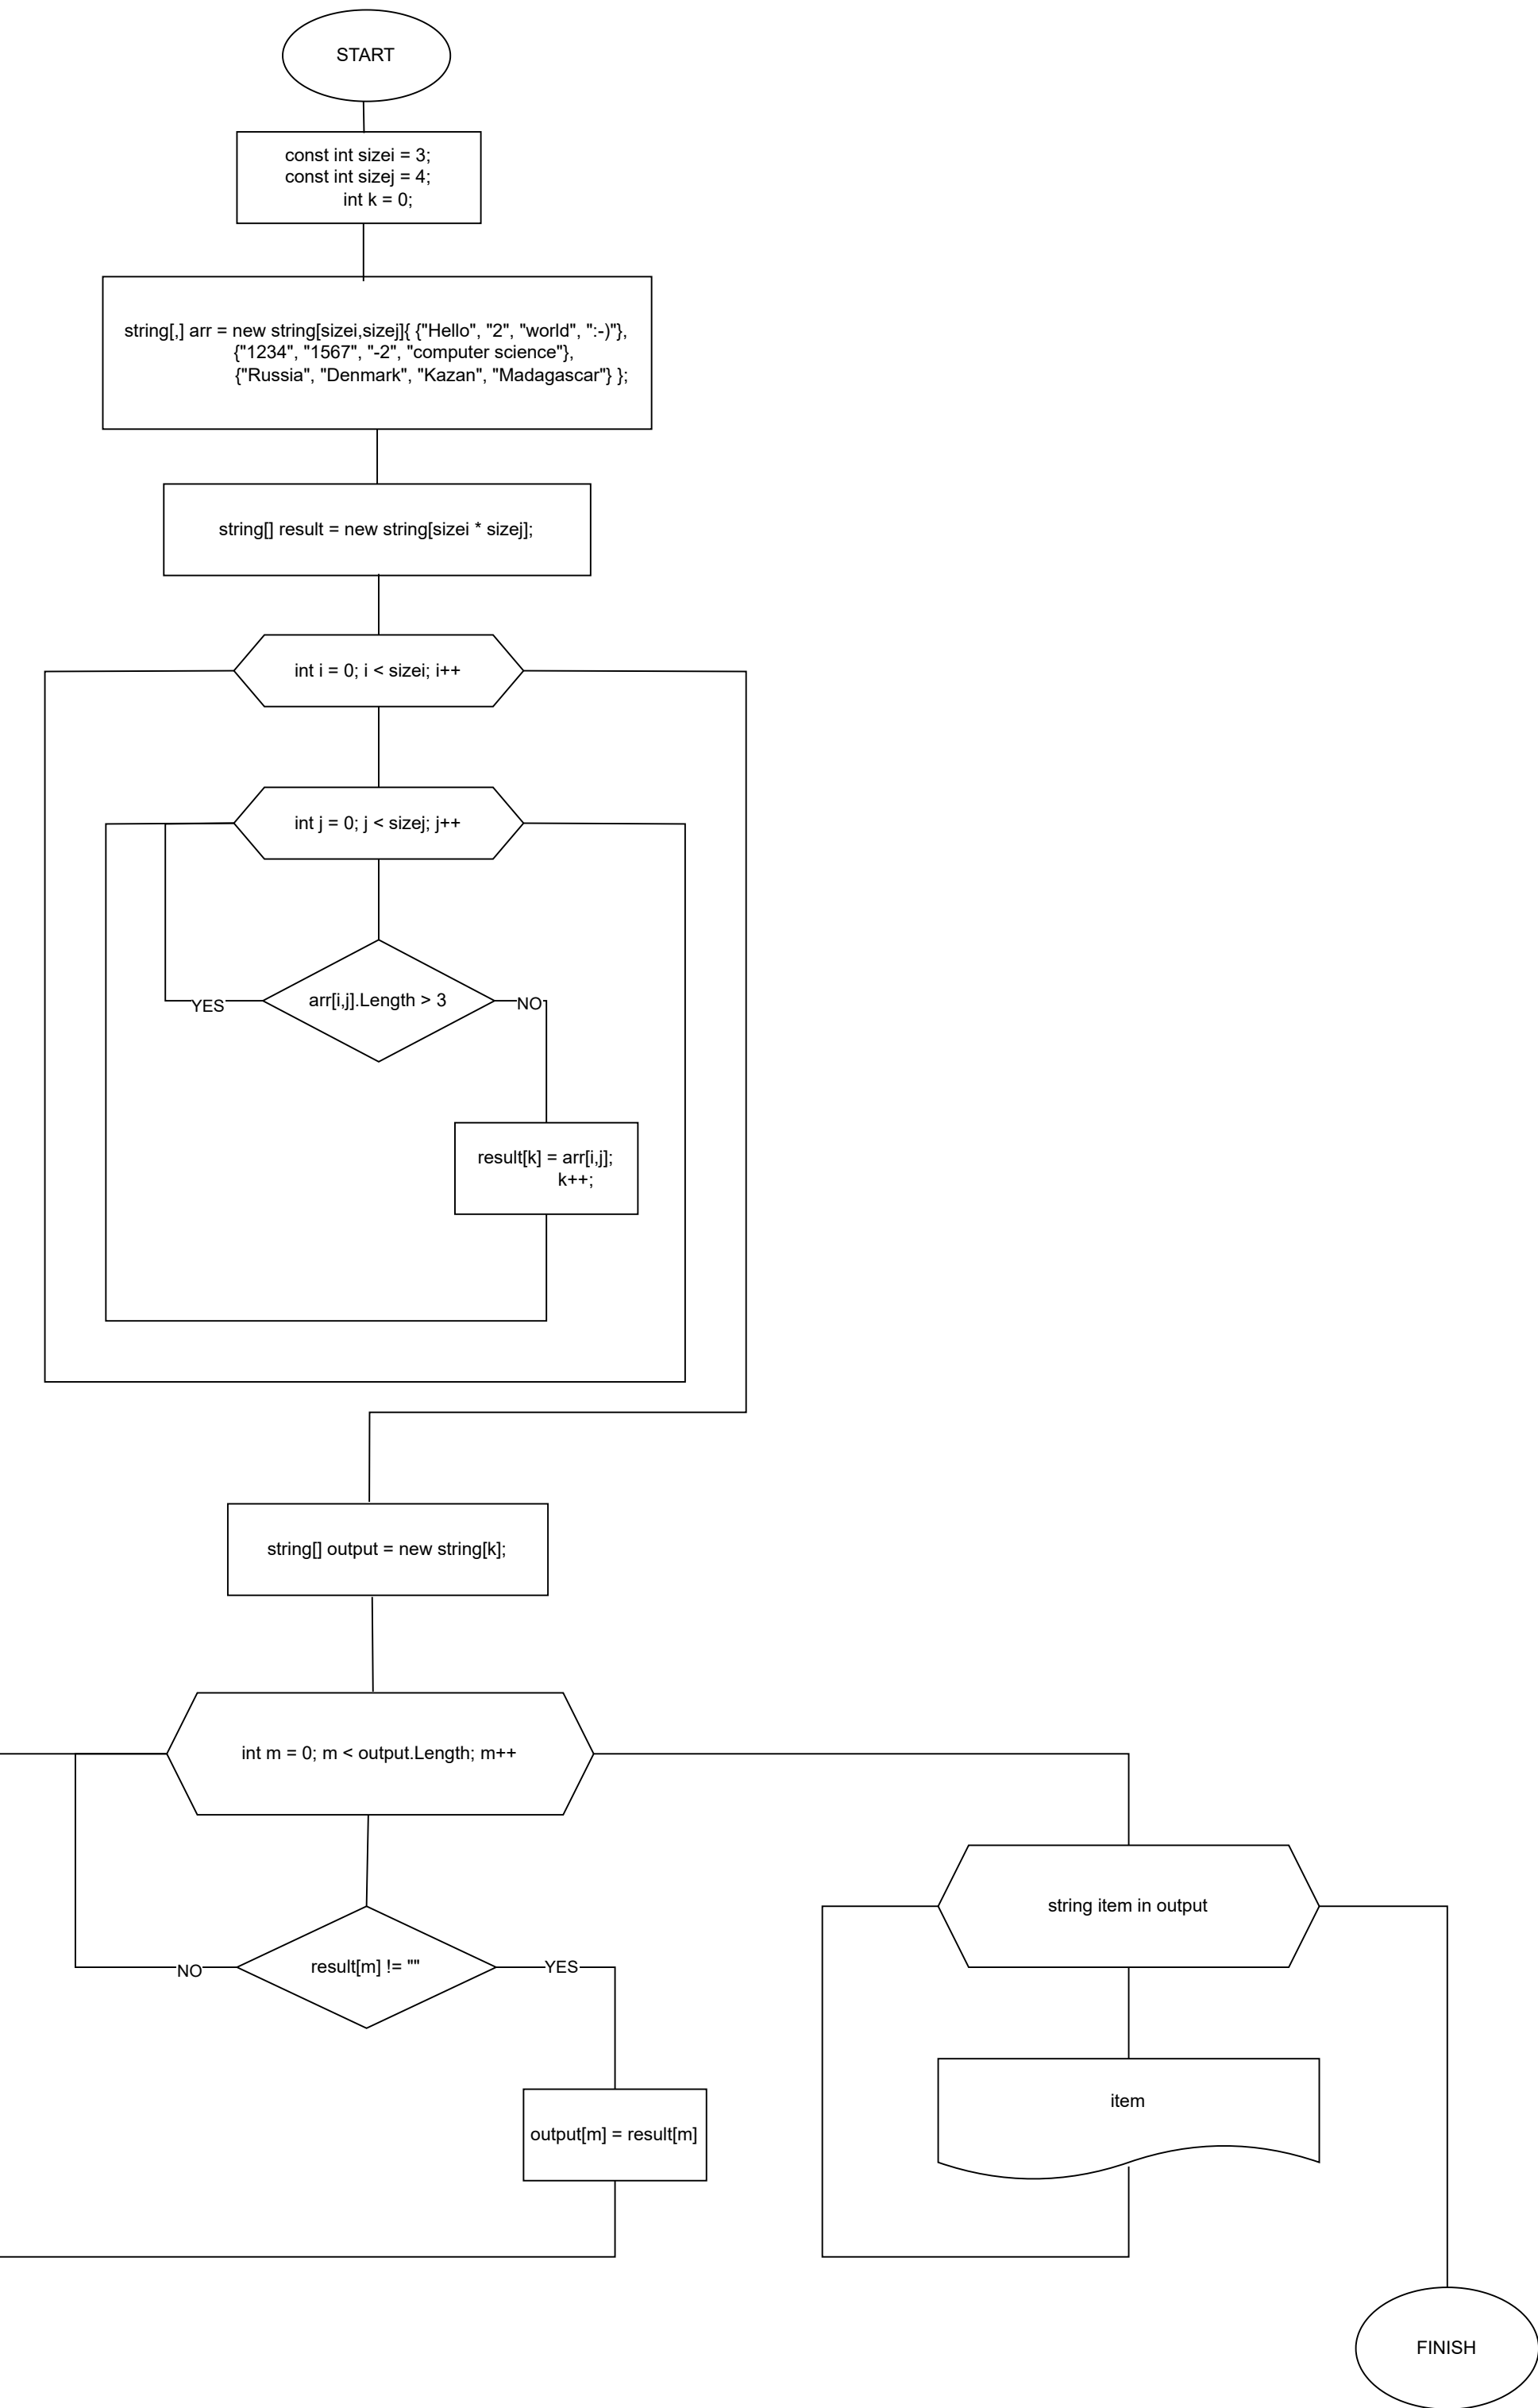 START
const int sizei = 3;
const int sizej = 4;
int k = 0;
string[,] arr = new string[sizei,sizej]{ {"Hello", "2", "world", ":-)"},
{"1234", "1567", "-2", "computer science"},
{"Russia", "Denmark", "Kazan", "Madagascar"} };
string[] result = new string[sizei * sizej];
int i = 0; i < sizei; i++
int j = 0; j < sizej; j++
arr[i,j].Length > 3
YES
NO
result[k] = arr[i,j];
k++;
string[] output = new string[k];
int m = 0; m < output.Length; m++
result[m] != ""
NO
YES
output[m] = result[m]
string item in output
item
FINISH